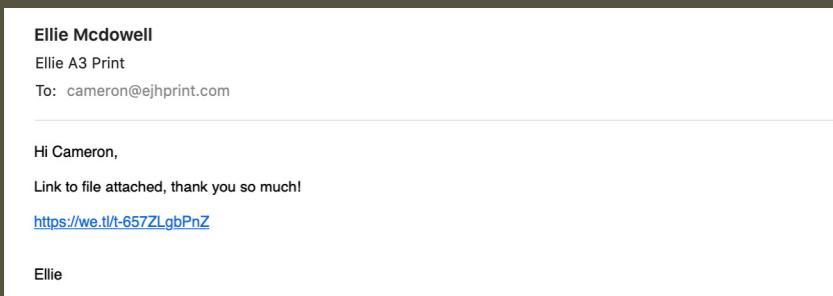 Ellie Mcdowell
Ellie A3 Print
To: cameron@ejhprint.com
Hi Cameron,
Link to file attached, thank you so much!
https://we.tl/t-657ZLgbPnZ
Ellie